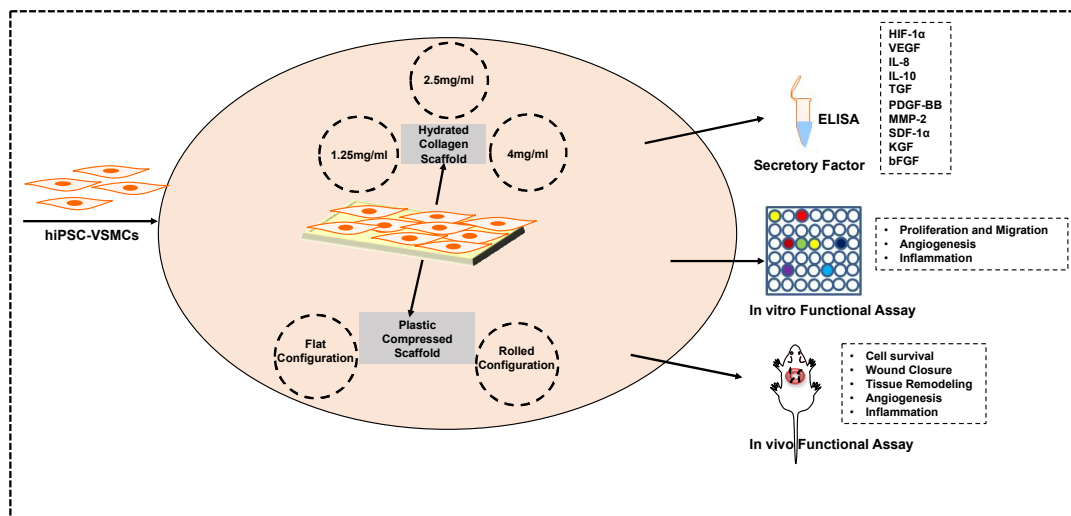 hiPSC-VSMCs
2.5mg/ml
1.25mg/ml
Hydrated
Collagen
Scaffold
4mg/ml
Plastic
Compressed
Scaffold
Flat
Configuration
Rolled
Configuration
ELISA
Secretory Factor
HIF-1α
VEGF
IL-8
IL-10
TGF
PDGF-BB
MMP-2
SDF-1α
KGF
bFGF
In vitro Functional Assay
• Proliferation and Migration
• Angiogenesis
• Inflammation
In vivo Functional Assay
• Cell survival
• Wound Closure
• Tissue Remodeling
• Angiogenesis
• Inflammation